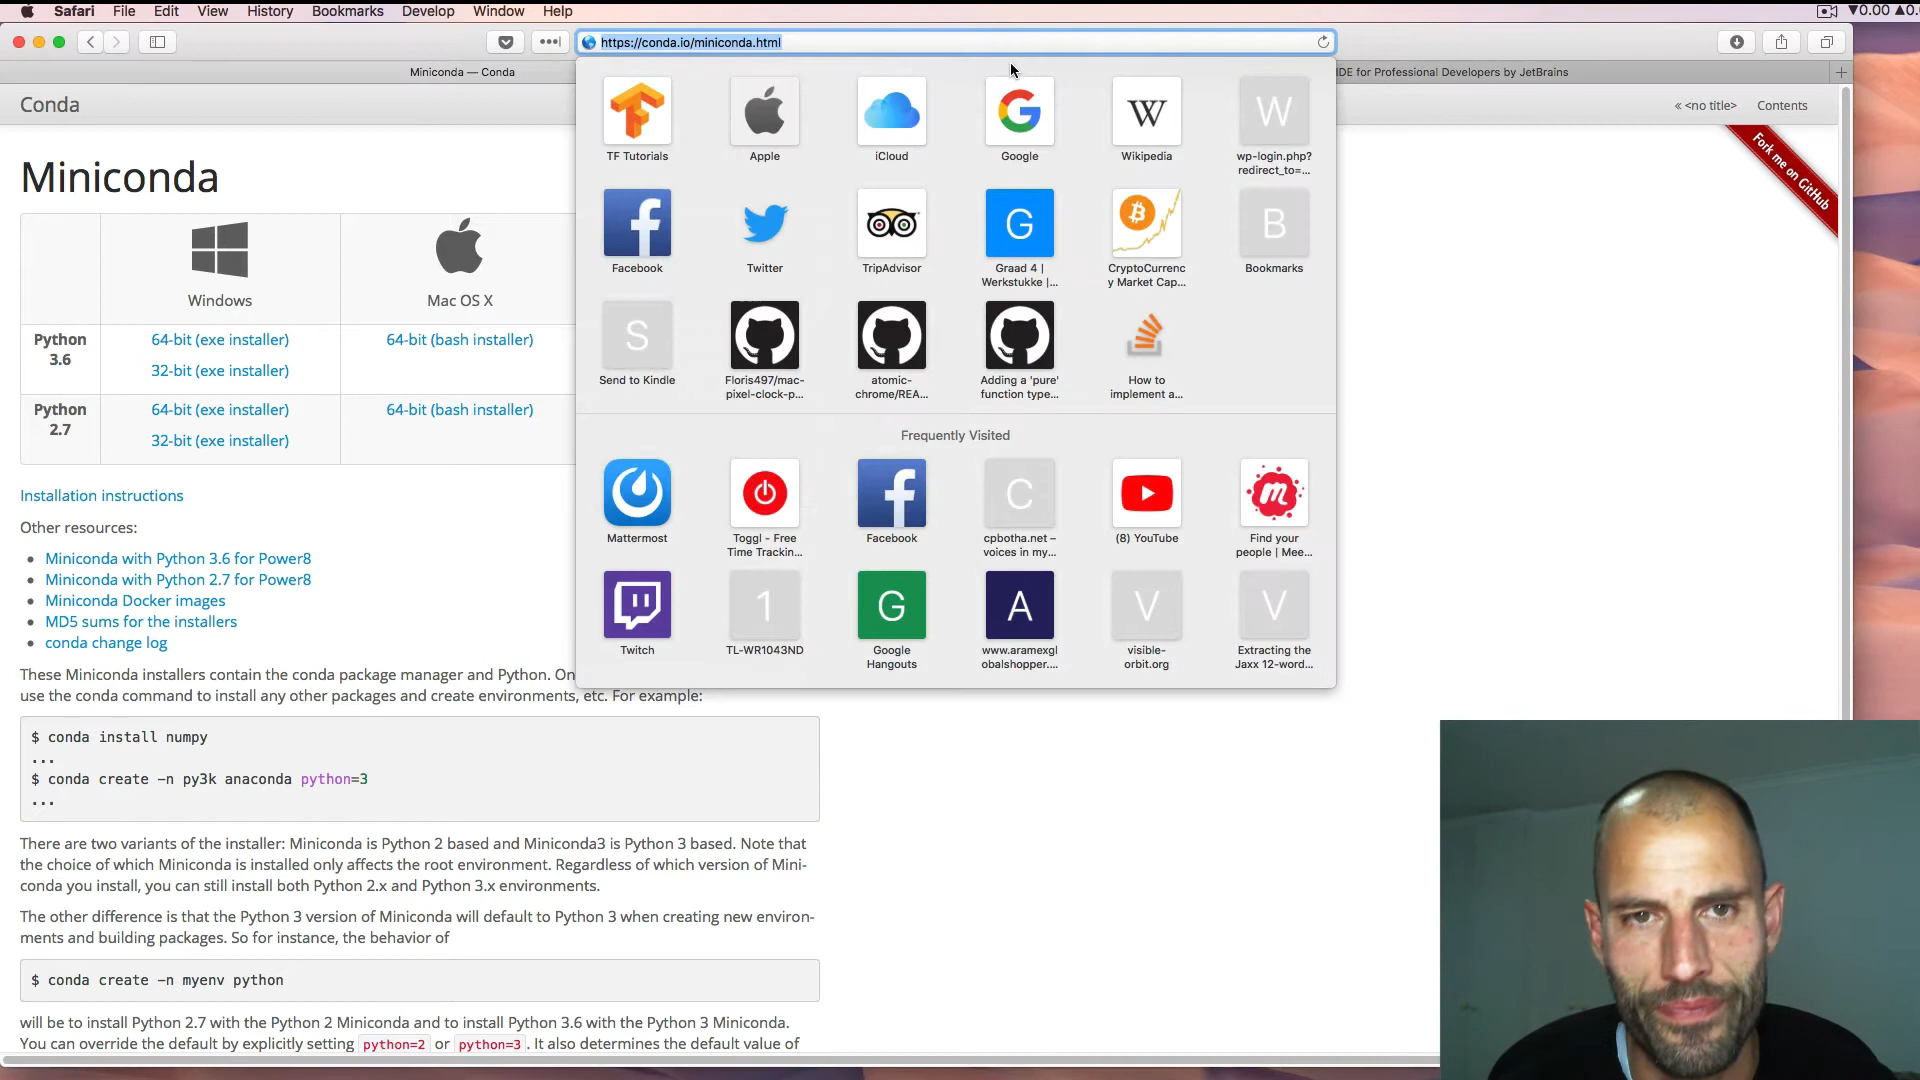 Safari File Edit View History Bookmarks Develop Window Help
▼0.00 ▲0.
https://conda.io/miniconda.html
Miniconda — Conda
IDE for Professional Developers by JetBrains
Conda
« <no title> Contents
Fork me on GitHub
Miniconda
Windows
Mac OS X
Python 3.6
64-bit (exe installer)
64-bit (bash installer)
32-bit (exe installer)
Python 2.7
64-bit (exe installer)
64-bit (bash installer)
32-bit (exe installer)
Installation instructions
Other resources:
Miniconda with Python 3.6 for Power8
Miniconda with Python 2.7 for Power8
Miniconda Docker images
MD5 sums for the installers
conda change log
These Miniconda installers contain the conda package manager and Python. On
use the conda command to install any other packages and create environments, etc. For example:
$ conda install numpy
...
$ conda create -n py3k anaconda python=3
...
There are two variants of the installer: Miniconda is Python 2 based and Miniconda3 is Python 3 based. Note that
the choice of which Miniconda is installed only affects the root environment. Regardless of which version of Mini-
conda you install, you can still install both Python 2.x and Python 3.x environments.
The other difference is that the Python 3 version of Miniconda will default to Python 3 when creating new environ-
ments and building packages. So for instance, the behavior of
$ conda create -n myenv python
will be to install Python 2.7 with the Python 2 Miniconda and to install Python 3.6 with the Python 3 Miniconda.
You can override the default by explicitly setting python=2 or python=3 . It also determines the default value of
TF Tutorials
Apple
iCloud
Google
W
Wikipedia
W
wp-login.php?
redirect_to=...
Facebook
Twitter
TripAdvisor
G
Graad 4 |
Werkstukke |...
CryptoCurrenc
y Market Cap...
B
Bookmarks
S
Send to Kindle
Floris497/mac-
pixel-clock-p...
atomic-
chrome/REA...
Adding a 'pure'
function type...
How to
implement a...
Frequently Visited
Mattermost
Toggl - Free
Time Trackin...
Facebook
C
cpbotha.net –
voices in my...
(8) YouTube
m
Find your
people | Mee...
Twitch
1
TL-WR1043ND
G
Google
Hangouts
A
www.aramexgl
obalshopper....
V
visible-
orbit.org
V
Extracting the
Jaxx 12-word...